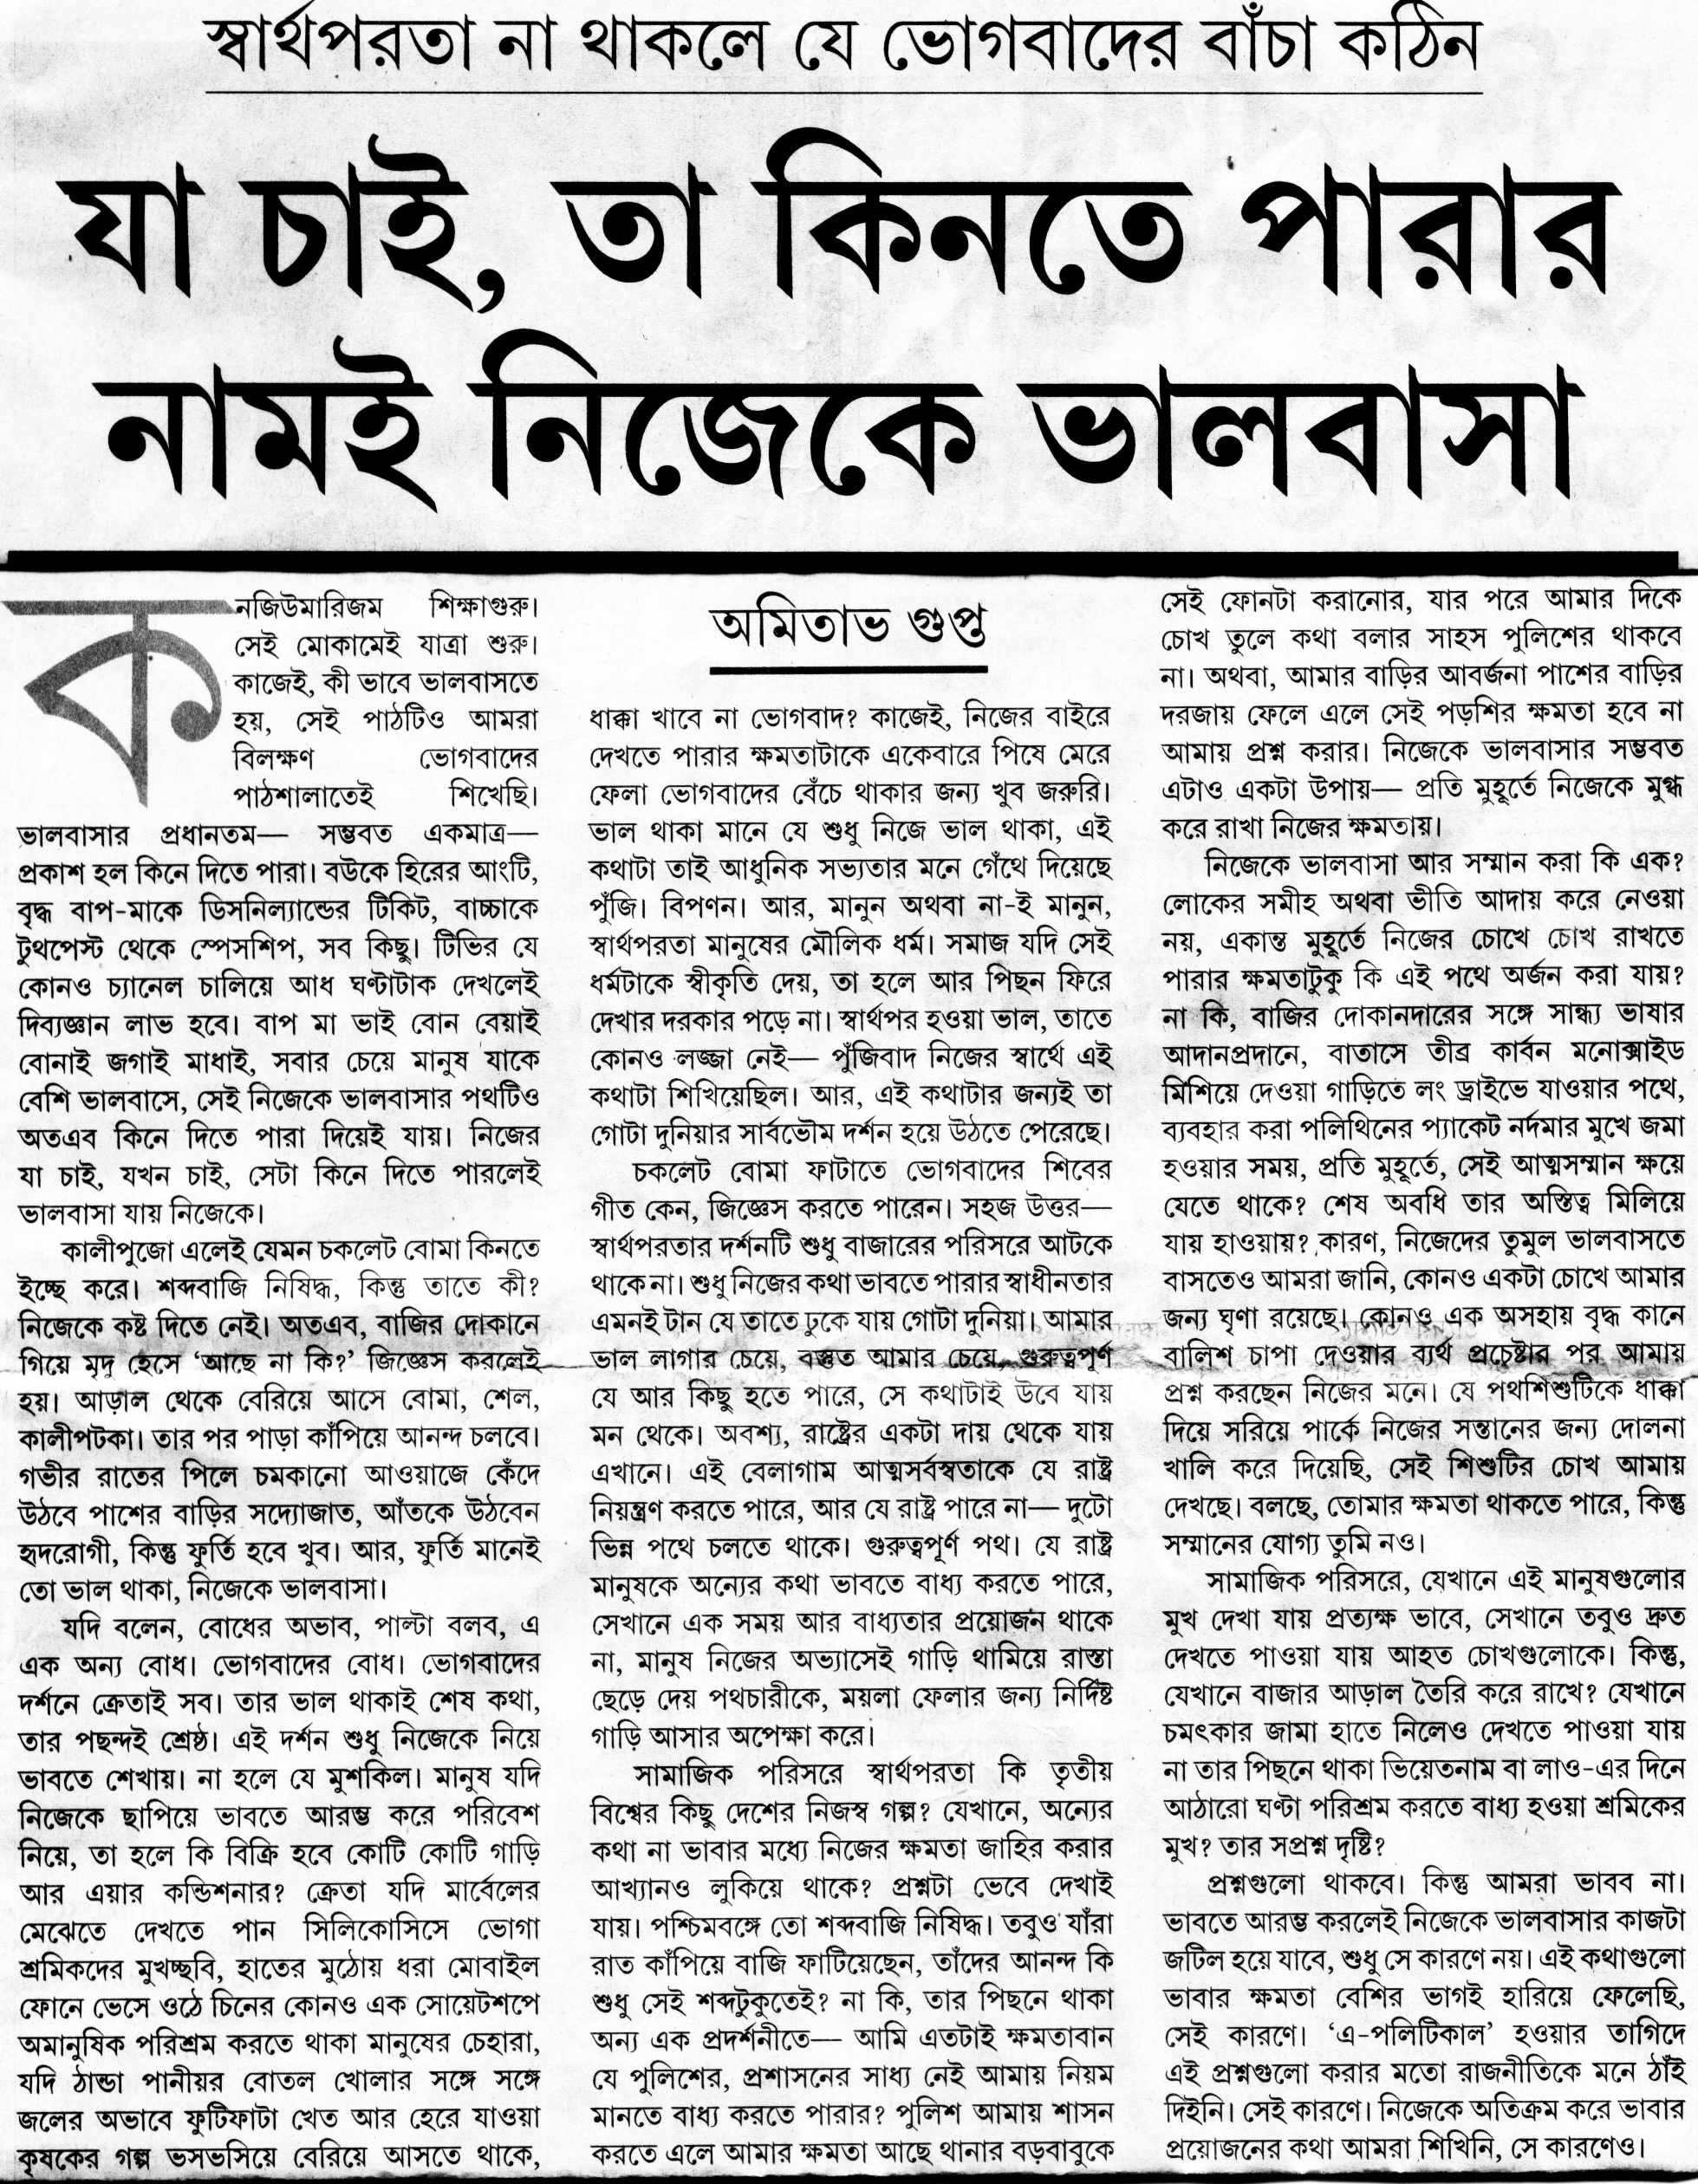 স্বার্থপরতা না থাকলে যে ভোগবাদের বাঁচা কঠিন
যা চাই, তা কিনতে পারার
নামই নিজেকে ভালবাসা
কনজিউমারিজম শিক্ষাগুরু।
সেই মোকামেই যাত্রা শুরু।
কাজেই, কী ভাবে ভালবাসতে
হয়, সেই পাঠটিও আমরা
বিলক্ষণ ভোগবাদের
পাঠশালাতেই শিখেছি।
ভালবাসার প্রধানতম— সম্ভবত একমাত্র—
প্রকাশ হল কিনে দিতে পারা। বউকে হিরের আংটি,
বৃদ্ধ বাপ-মাকে ডিসনিল্যান্ডের টিকিট, বাচ্চাকে
টুথপেস্ট থেকে স্পেসশিপ, সব কিছু। টিভির যে
কোনও চ্যানেল চালিয়ে আধ ঘণ্টাটাক দেখলেই
দিব্যজ্ঞান লাভ হবে। বাপ মা ভাই বোন বেয়াই
বোনাই জগাই মাধাই, সবার চেয়ে মানুষ যাকে
বেশি ভালবাসে, সেই নিজেকে ভালবাসার পথটিও
অতএব কিনে দিতে পারা দিয়েই যায়। নিজের
যা চাই, যখন চাই, সেটা কিনে দিতে পারলেই
ভালবাসা যায় নিজেকে।
কালীপুজো এলেই যেমন চকলেট বোমা কিনতে
ইচ্ছে করে। শব্দবাজি নিষিদ্ধ, কিন্তু তাতে কী?
নিজেকে কষ্ট দিতে নেই। অতএব, বাজির দোকানে
গিয়ে মৃদু হেসে ‘আছে না কি?’ জিজ্ঞেস করলেই
হয়। আড়াল থেকে বেরিয়ে আসে বোমা, শেল,
কালীপটকা। তার পর পাড়া কাঁপিয়ে আনন্দ চলবে।
গভীর রাতের পিলে চমকানো আওয়াজে কেঁদে
উঠবে পাশের বাড়ির সদ্যোজাত, আঁতকে উঠবেন
হৃদরোগী, কিন্তু ফুর্তি হবে খুব। আর, ফুর্তি মানেই
তো ভাল থাকা, নিজেকে ভালবাসা।
যদি বলেন, বোধের অভাব, পাল্টা বলব, এ
এক অন্য বোধ। ভোগবাদের বোধ। ভোগবাদের
দর্শনে ক্রেতাই সব। তার ভাল থাকাই শেষ কথা,
তার পছন্দই শ্রেষ্ঠ। এই দর্শন শুধু নিজেকে নিয়ে
ভাবতে শেখায়। না হলে যে মুশকিল। মানুষ যদি
নিজেকে ছাপিয়ে ভাবতে আরম্ভ করে পরিবেশ
নিয়ে, তা হলে কি বিক্রি হবে কোটি কোটি গাড়ি
আর এয়ার কন্ডিশনার? ক্রেতা যদি মার্বেলের
মেঝেতে দেখতে পান সিলিকোসিসে ভোগা
শ্রমিকদের মুখচ্ছবি, হাতের মুঠোয় ধরা মোবাইল
ফোনে ভেসে ওঠে চিনের কোনও এক সোয়েটশপে
অমানুষিক পরিশ্রম করতে থাকা মানুষের চেহারা,
যদি ঠান্ডা পানীয়র বোতল খোলার সঙ্গে সঙ্গে
জলের অভাবে ফুটিফাটা খেত আর হেরে যাওয়া
কৃষকের গল্প ভসভসিয়ে বেরিয়ে আসতে থাকে,
অমিতাভ গুপ্ত
ধাক্কা খাবে না ভোগবাদ? কাজেই, নিজের বাইরে
দেখতে পারার ক্ষমতাটাকে একেবারে পিষে মেরে
ফেলা ভোগবাদের বেঁচে থাকার জন্য খুব জরুরি।
ভাল থাকা মানে যে শুধু নিজে ভাল থাকা, এই
কথাটা তাই আধুনিক সভ্যতার মনে গেঁথে দিয়েছে
পুঁজি। বিপণন। আর, মানুন অথবা না-ই মানুন,
স্বার্থপরতা মানুষের মৌলিক ধর্ম। সমাজ যদি সেই
ধর্মটাকে স্বীকৃতি দেয়, তা হলে আর পিছন ফিরে
দেখার দরকার পড়ে না। স্বার্থপর হওয়া ভাল, তাতে
কোনও লজ্জা নেই— পুঁজিবাদ নিজের স্বার্থে এই
কথাটা শিখিয়েছিল। আর, এই কথাটার জন্যই তা
গোটা দুনিয়ার সার্বভৌম দর্শন হয়ে উঠতে পেরেছে।
চকলেট বোমা ফাটাতে ভোগবাদের শিবের
গীত কেন, জিজ্ঞেস করতে পারেন। সহজ উত্তর—
স্বার্থপরতার দর্শনটি শুধু বাজারের পরিসরে আটকে
থাকে না। শুধু নিজের কথা ভাবতে পারার স্বাধীনতার
এমনই টান যে তাতে ঢুকে যায় গোটা দুনিয়া। আমার
ভাল লাগার চেয়ে, বস্তুত আমার চেয়ে, গুরুত্বপূর্ণ
যে আর কিছু হতে পারে, সে কথাটাই উবে যায়
মন থেকে। অবশ্য, রাষ্ট্রের একটা দায় থেকে যায়
এখানে। এই বেলাগাম আত্মসর্বস্বতাকে যে রাষ্ট্র
নিয়ন্ত্রণ করতে পারে, আর যে রাষ্ট্র পারে না— দুটো
ভিন্ন পথে চলতে থাকে। গুরুত্বপূর্ণ পথ। যে রাষ্ট্র
মানুষকে অন্যের কথা ভাবতে বাধ্য করতে পারে,
সেখানে এক সময় আর বাধ্যতার প্রয়োজন থাকে
না, মানুষ নিজের অভ্যাসেই গাড়ি থামিয়ে রাস্তা
ছেড়ে দেয় পথচারীকে, ময়লা ফেলার জন্য নির্দিষ্ট
গাড়ি আসার অপেক্ষা করে।
সামাজিক পরিসরে স্বার্থপরতা কি তৃতীয়
বিশ্বের কিছু দেশের নিজস্ব গল্প? যেখানে, অন্যের
কথা না ভাবার মধ্যে নিজের ক্ষমতা জাহির করার
আখ্যানও লুকিয়ে থাকে? প্রশ্নটা ভেবে দেখাই
যায়। পশ্চিমবঙ্গে তো শব্দবাজি নিষিদ্ধ। তবুও যাঁরা
রাত কাঁপিয়ে বাজি ফাটিয়েছেন, তাঁদের আনন্দ কি
শুধু সেই শব্দটুকুতেই? না কি, তার পিছনে থাকা
অন্য এক প্রদর্শনীতে— আমি এতটাই ক্ষমতাবান
যে পুলিশের, প্রশাসনের সাধ্য নেই আমায় নিয়ম
মানতে বাধ্য করতে পারার? পুলিশ আমায় শাসন
করতে এলে আমার ক্ষমতা আছে থানার বড়বাবুকে
সেই ফোনটা করানোর, যার পরে আমার দিকে
চোখ তুলে কথা বলার সাহস পুলিশের থাকবে
না। অথবা, আমার বাড়ির আবর্জনা পাশের বাড়ির
দরজায় ফেলে এলে সেই পড়শির ক্ষমতা হবে না
আমায় প্রশ্ন করার। নিজেকে ভালবাসার সম্ভবত
এটাও একটা উপায়— প্রতি মুহূর্তে নিজেকে মুগ্ধ
করে রাখা নিজের ক্ষমতায়।
নিজেকে ভালবাসা আর সম্মান করা কি এক?
লোকের সমীহ অথবা ভীতি আদায় করে নেওয়া
নয়, একান্ত মুহূর্তে নিজের চোখে চোখ রাখতে
পারার ক্ষমতাটুকু কি এই পথে অর্জন করা যায়?
না কি, বাজির দোকানদারের সঙ্গে সান্ধ্য ভাষার
আদানপ্রদানে, বাতাসে তীব্র কার্বন মনোক্সাইড
মিশিয়ে দেওয়া গাড়িতে লং ড্রাইভে যাওয়ার পথে,
ব্যবহার করা পলিথিনের প্যাকেট নর্দমার মুখে জমা
হওয়ার সময়, প্রতি মুহূর্তে, সেই আত্মসম্মান ক্ষয়ে
যেতে থাকে? শেষ অবধি তার অস্তিত্ব মিলিয়ে
যায় হাওয়ায়? কারণ, নিজেদের তুমুল ভালবাসতে
বাসতেও আমরা জানি, কোনও একটা চোখে আমার
জন্য ঘৃণা রয়েছে। কোনও এক অসহায় বৃদ্ধ কানে
বালিশ চাপা দেওয়ার ব্যর্থ প্রচেষ্টার পর আমায়
প্রশ্ন করছেন নিজের মনে। যে পথশিশুটিকে ধাক্কা
দিয়ে সরিয়ে পার্কে নিজের সন্তানের জন্য দোলনা
খালি করে দিয়েছি, সেই শিশুটির চোখ আমায়
দেখছে। বলছে, তোমার ক্ষমতা থাকতে পারে, কিন্তু
সম্মানের যোগ্য তুমি নও।
সামাজিক পরিসরে, যেখানে এই মানুষগুলোর
মুখ দেখা যায় প্রত্যক্ষ ভাবে, সেখানে তবুও দ্রুত
দেখতে পাওয়া যায় আহত চোখগুলোকে। কিন্তু,
যেখানে বাজার আড়াল তৈরি করে রাখে? যেখানে
চমৎকার জামা হাতে নিলেও দেখতে পাওয়া যায়
না তার পিছনে থাকা ভিয়েতনাম বা লাও-এর দিনে
আঠারো ঘণ্টা পরিশ্রম করতে বাধ্য হওয়া শ্রমিকের
মুখ? তার সপ্রশ্ন দৃষ্টি?
প্রশ্নগুলো থাকবে। কিন্তু আমরা ভাবব না।
ভাবতে আরম্ভ করলেই নিজেকে ভালবাসার কাজটা
জটিল হয়ে যাবে, শুধু সে কারণে নয়। এই কথাগুলো
ভাবার ক্ষমতা বেশির ভাগই হারিয়ে ফেলেছি,
সেই কারণে। ‘এ-পলিটিকাল’ হওয়ার তাগিদে
এই প্রশ্নগুলো করার মতো রাজনীতিকে মনে ঠাঁই
দিইনি। সেই কারণে। নিজেকে অতিক্রম করে ভাবার
প্রয়োজনের কথা আমরা শিখিনি, সে কারণেও।